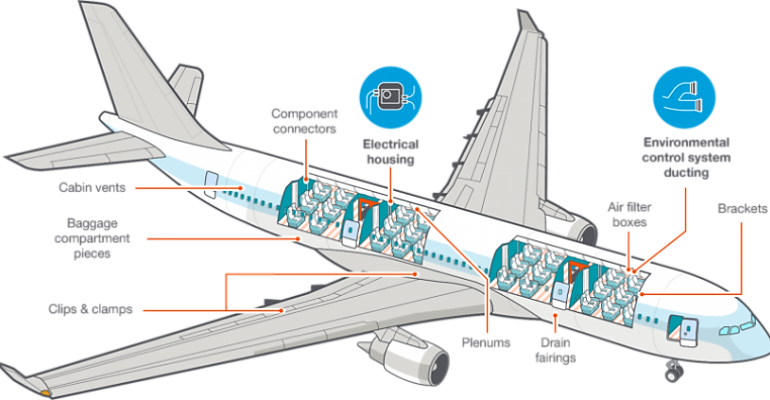 Component
connectors
Electrical
housing
Environmental
control system
ducting
Cabin vents
Air filter
boxes
Brackets
Baggage
compartment
pieces
Clips & clamps
Plenums
Drain
fairings